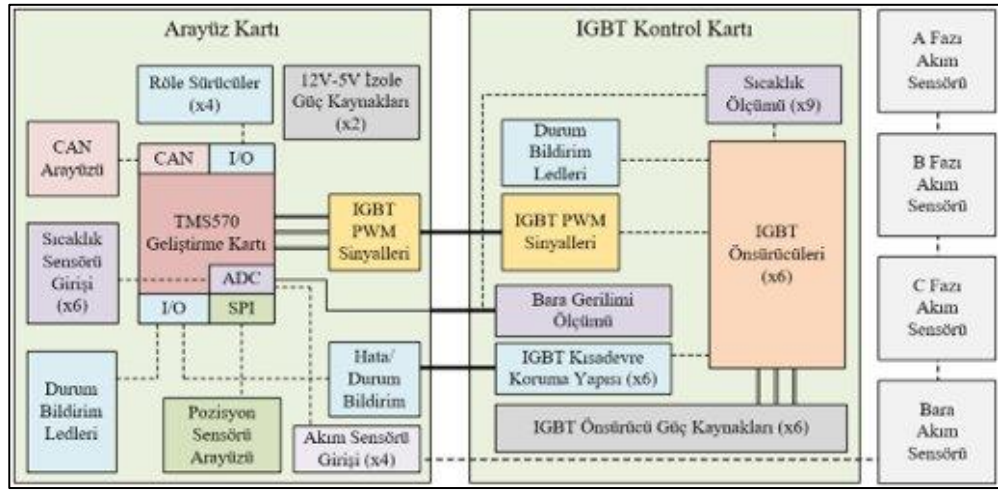 Arayüz Kartı
Röle Sürücüler
(x4)
12V-5V İzole
Güç Kaynakları
(x2)
CAN
Arayüzü
CAN
I/O
TMS570
Geliştirme Kartı
ADC
I/O
SPI
IGBT
PWM
Sinyalleri
Sıcaklık
Sensörü
Girişi
(x6)
Durum
Bildirim
Ledleri
Pozisyon
Sensörü
Arayüzü
Hata/
Durum
Bildirim
Akım Sensörü
Girişi (x4)
IGBT Kontrol Kartı
Sıcaklık
Ölçümü (x9)
Durum
Bildirim
Ledleri
IGBT PWM
Sinyalleri
IGBT
Önsürücüleri
(x6)
Bara Gerilimi
Ölçümü
IGBT Kısadevre
Koruma Yapısı (x6)
IGBT Önsürücü Güç Kaynakları (x6)
A Fazı
Akım
Sensörü
B Fazı
Akım
Sensörü
C Fazı
Akım
Sensörü
Bara
Akım
Sensörü